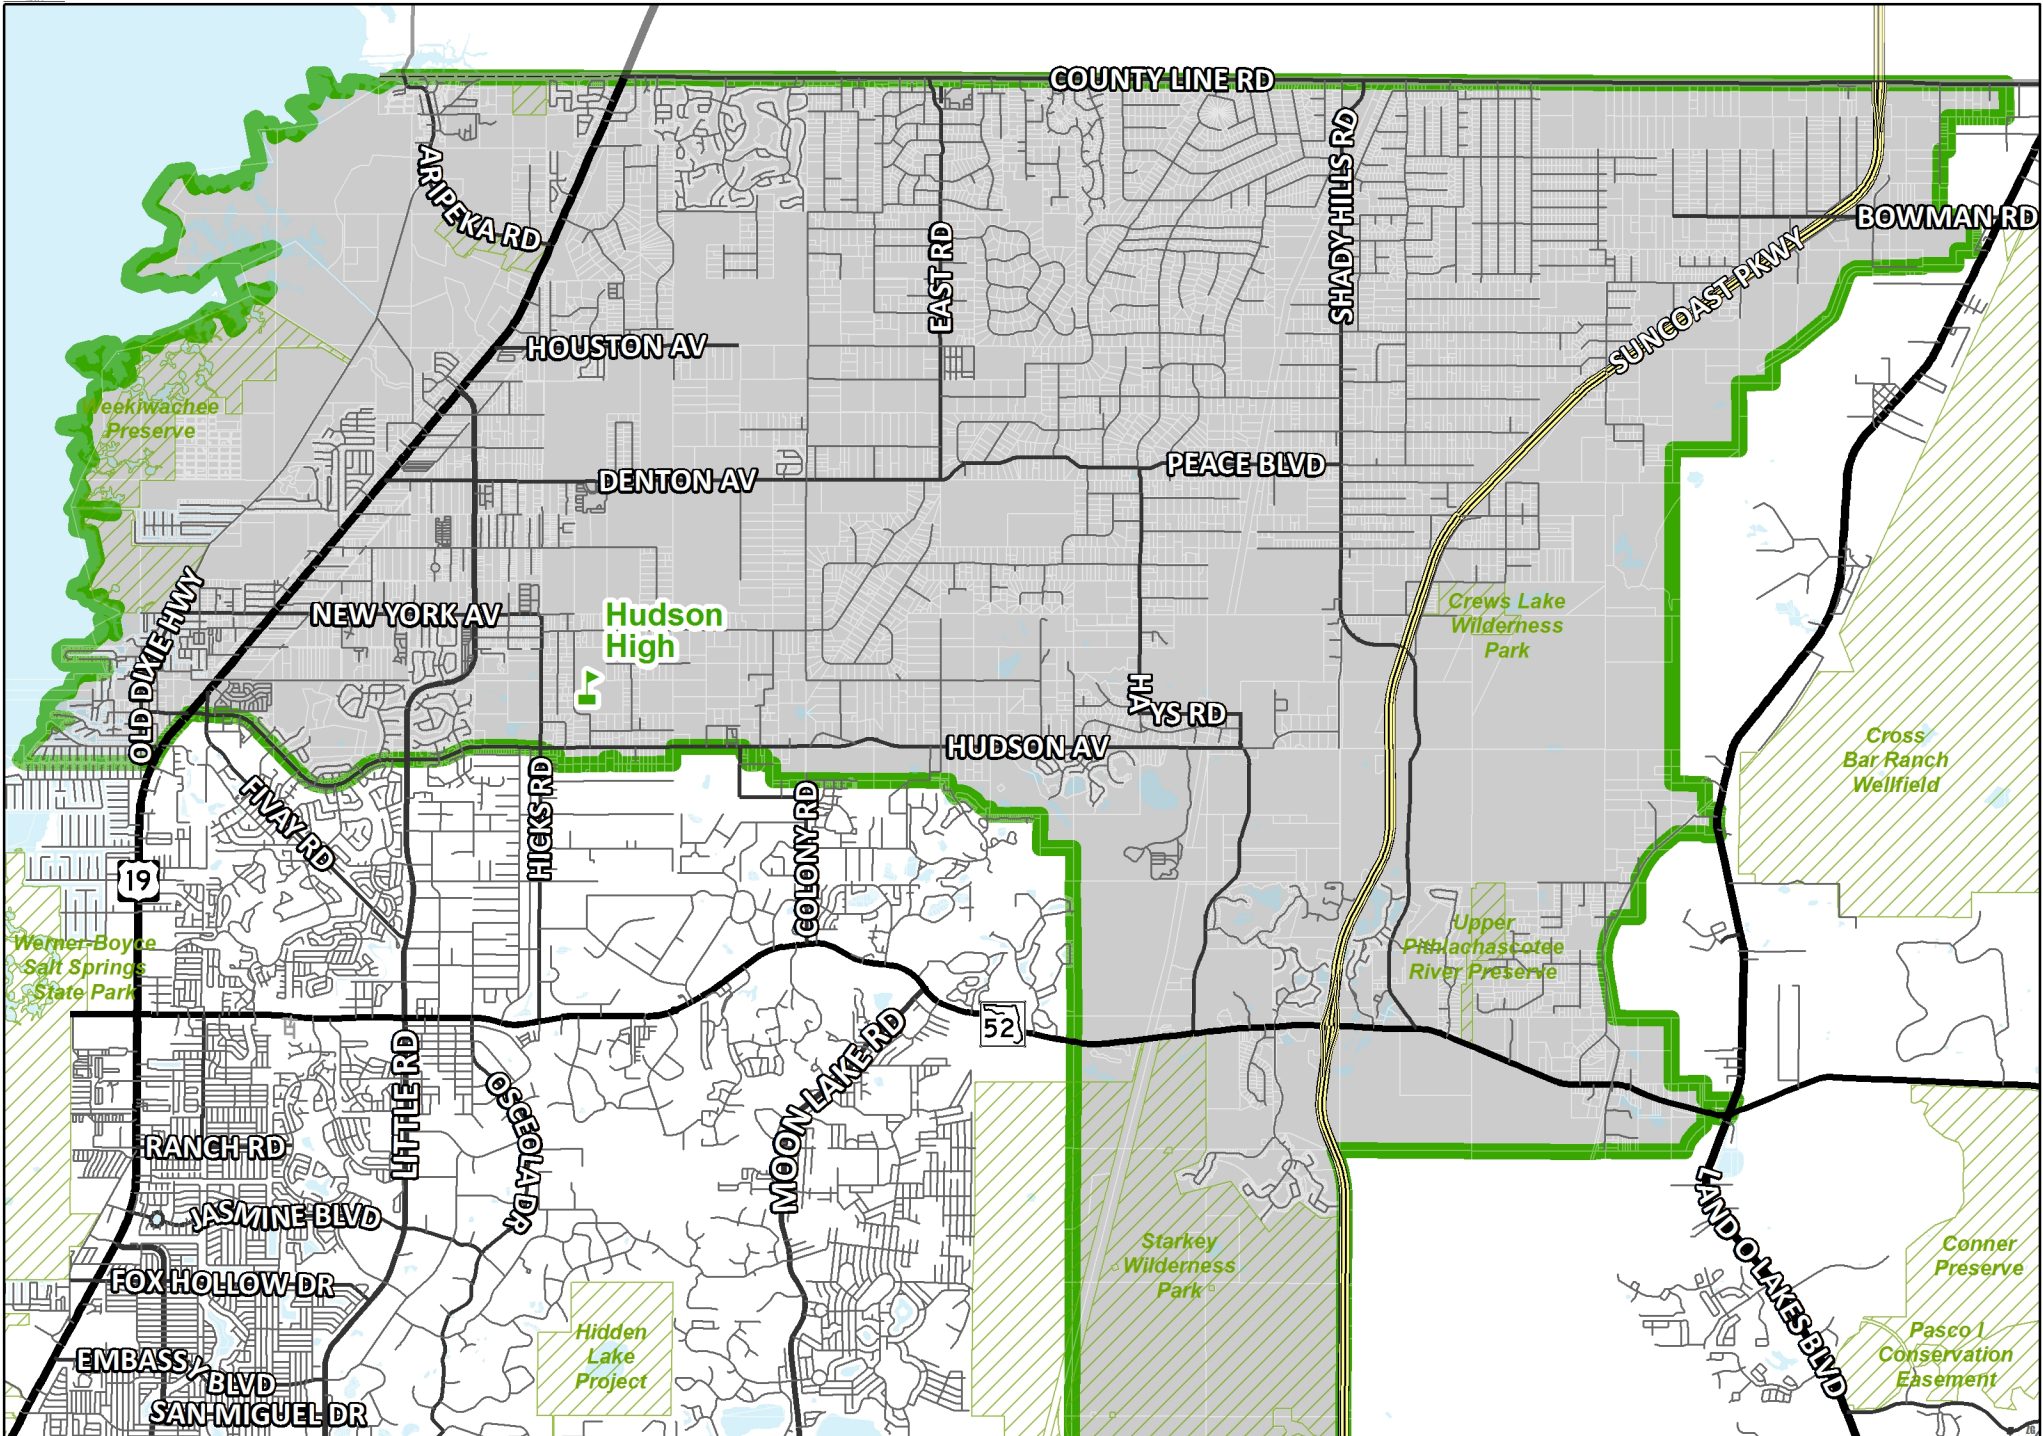 COUNTY LINE RD
ARIPEKA RD
EAST RD
SHADY HILLS RD
BOWMAN RD
SUNCOAST PKWY
HOUSTON AV
Weekiwachee
Preserve
DENTON AV
PEACE BLVD
OLD DIXIE HWY
NEW YORK AV
Hudson
High
Crews Lake
Wilderness
Park
HAYS RD
HUDSON AV
Cross
Bar Ranch
Wellfield
FIVAY RD
HICKS RD
COLONY RD
19
Werner-Boyce
Salt Springs
State Park
Upper
Pithlachascotee
River Preserve
52
LITTLE RD
MOON LAKE RD
OSCEOLA DR
RANCH RD
JASMINE BLVD
LAND O LAKES BLVD
Starkey
Wilderness
Park
Conner
Preserve
FOX HOLLOW DR
Hidden
Lake
Project
Pasco I
Conservation
Easement
EMBASSY BLVD
SAN MIGUEL DR